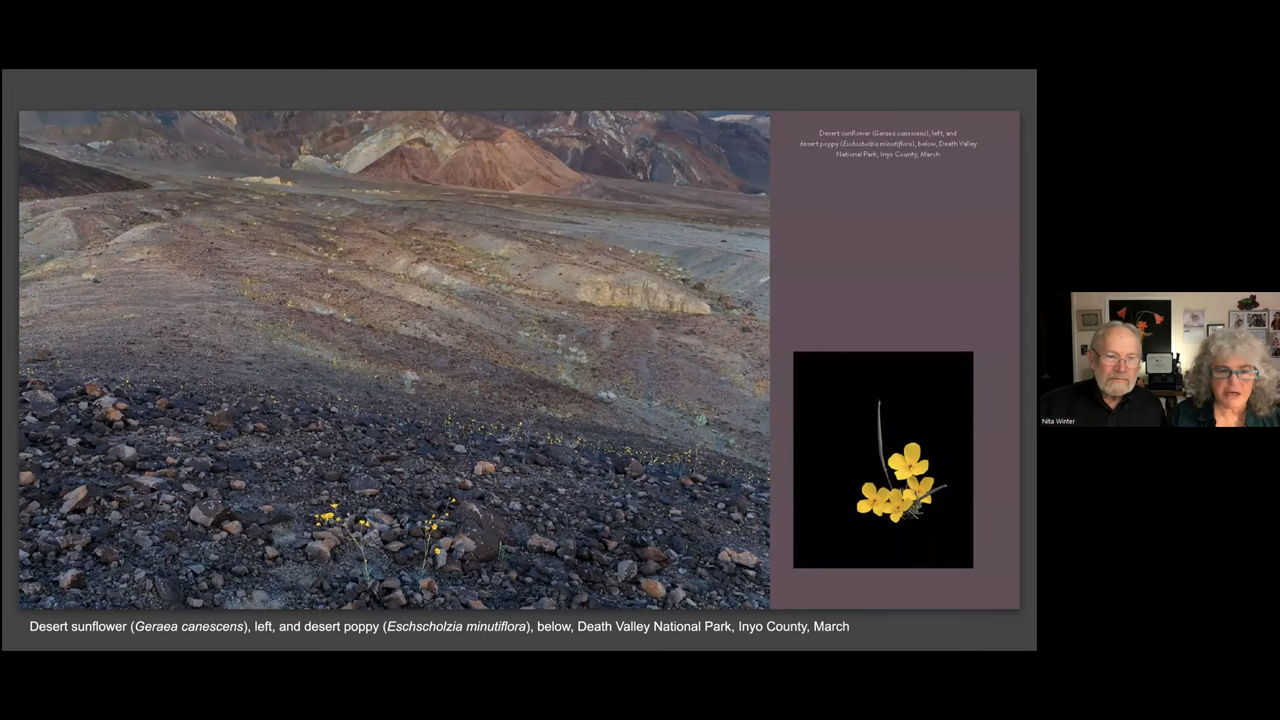 Desert sunflower (Geraea canescens), left, and
desert poppy (Eschscholzia minutiflora), below, Death Valley
National Park, Inyo County, March
Nita Winter
Desert sunflower (Geraea canescens), left, and desert poppy (Eschscholzia minutiflora), below, Death Valley National Park, Inyo County, March